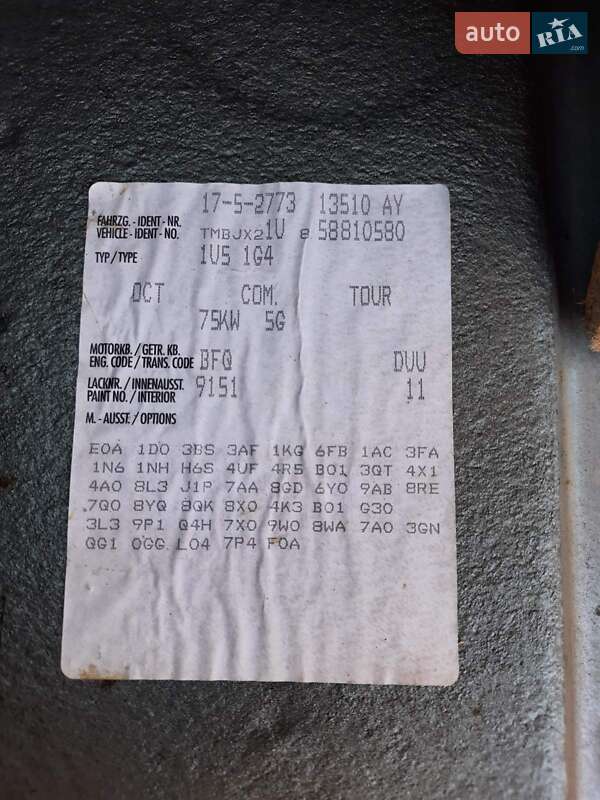 auto RIA.com
17-5-2773 13510 AY
FAHRZG. - IDENT - NR.
VEHICLE - IDENT - NO. TMBJX21U 8 58810580
TYP / TYPE 1U5 1G4
OCT COM. TOUR
75KW 5G
MOTORKB. / GETR. KB.
ENG. CODE / TRANS. CODE BFQ DUU
LACKNR. / INNENAUSST.
PAINT NO. / INTERIOR 9151 11
M. - AUSST. / OPTIONS
E0A 1D0 3BS 3AF 1KG 6FB 1AC 3FA
1N6 1NH H6S 4UF 4R5 B01 3QT 4X1
4A0 8L3 J1P 7AA 8GD 6Y0 9AB 8RE
7Q0 8YQ 8QK 8X0 4K3 B01 G30
3L3 9P1 Q4H 7X0 9W0 8WA 7A0 3GN
QG1 0GG L04 7P4 F0A